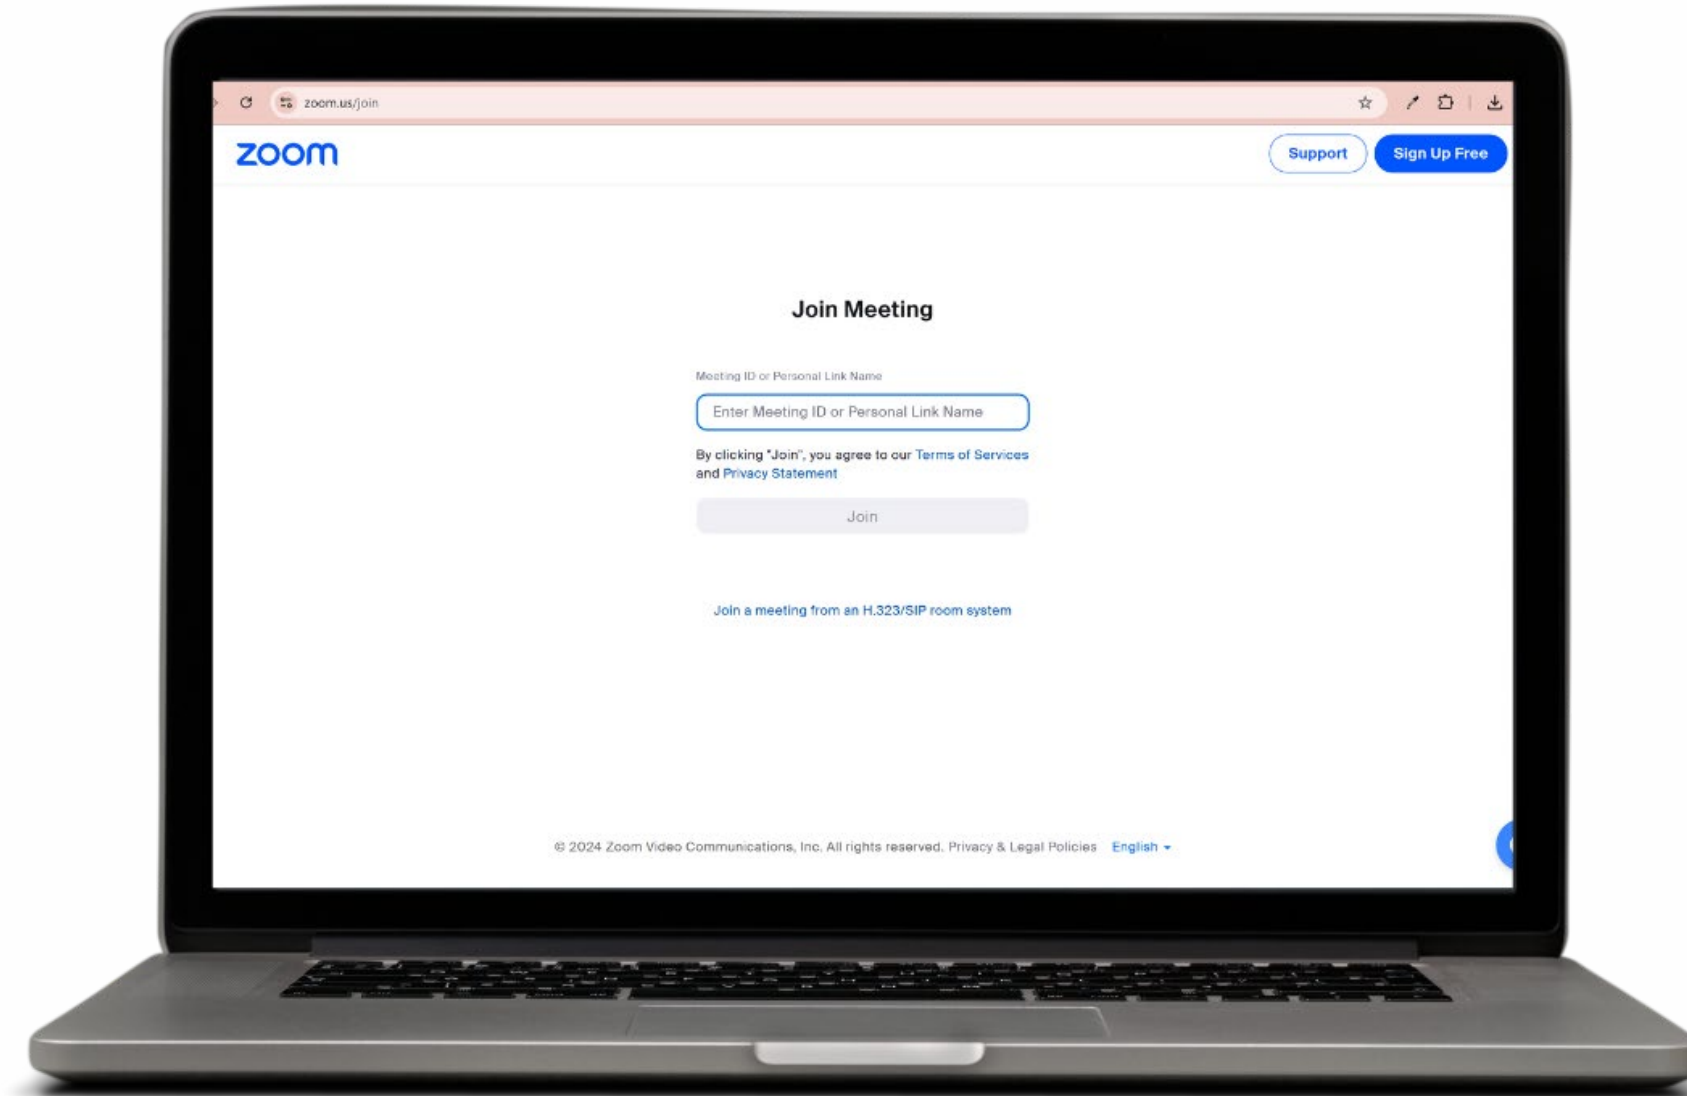 zoom.us/join
zoom
Support
Sign Up Free
Join Meeting
Meeting ID or Personal Link Name
Enter Meeting ID or Personal Link Name
By clicking "Join", you agree to our Terms of Services
and Privacy Statement
Join
Join a meeting from an H.323/SIP room system
© 2024 Zoom Video Communications, Inc. All rights reserved. Privacy & Legal Policies English